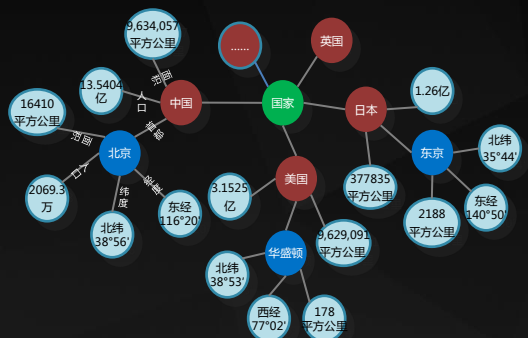 9,634,057
平方公里
……
英国
面积
13.5404
亿
人口
中国
国家
日本
1.26亿
16410
平方公里
面积
首都
北京
东京
北纬
35°44'
人口
2069.3
万
纬度
经度
东经
116°20'
北纬
38°56'
美国
3.1525
亿
377835
平方公里
2188
平方公里
东经
140°50'
9,629,091
平方公里
华盛顿
北纬
38°53'
西经
77°02'
178
平方公里